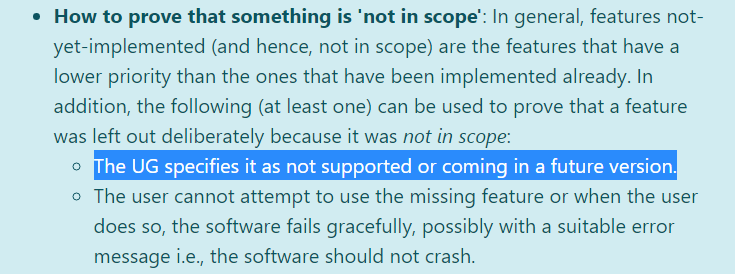 • How to prove that something is 'not in scope': In general, features not-
yet-implemented (and hence, not in scope) are the features that have a
lower priority than the ones that have been implemented already. In
addition, the following (at least one) can be used to prove that a feature
was left out deliberately because it was not in scope:
◦ The UG specifies it as not supported or coming in a future version.
◦ The user cannot attempt to use the missing feature or when the user
does so, the software fails gracefully, possibly with a suitable error
message i.e., the software should not crash.